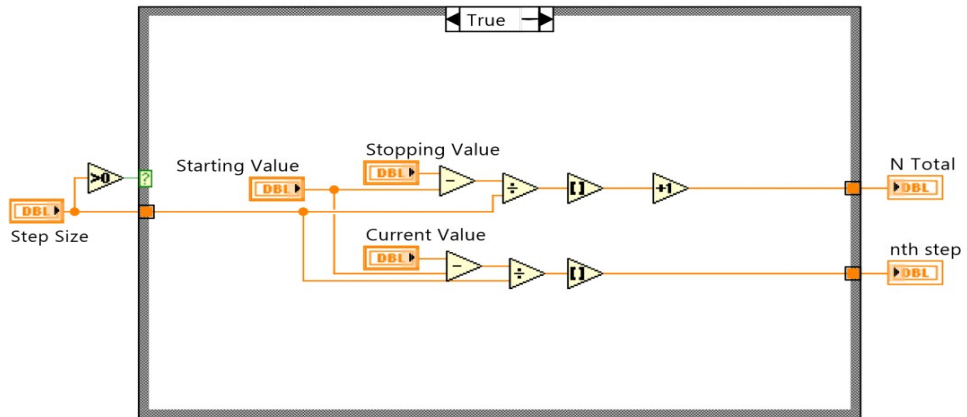 True
>0
?
Starting Value
DBL
Stopping Value
DBL
−
÷
[ ]
+1
N Total
DBL
DBL
Step Size
Current Value
DBL
−
÷
[ ]
nth step
DBL